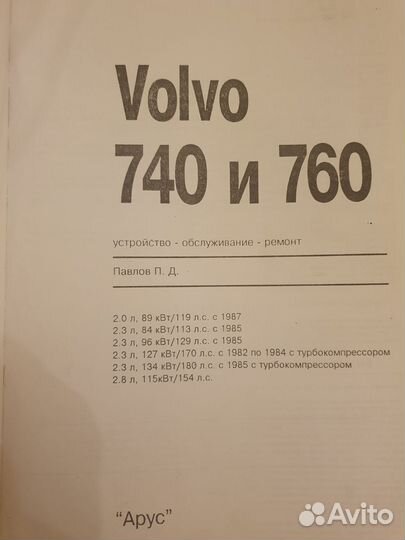 Volvo
740 и 760
устройство - обслуживание - ремонт
Павлов П. Д.
2.0 л, 89 кВт/119 л.с. с 1987
2.3 л, 84 кВт/113 л.с. с 1985
2.3 л, 96 кВт/129 л.с. с 1985
2.3 л, 127 кВт/170 л.с. с 1982 по 1984 с турбокомпрессором
2.3 л, 134 кВт/180 л.с. с 1985 с турбокомпрессором
2.8 л, 115кВт/154 л.с.
"Арус"
Avito